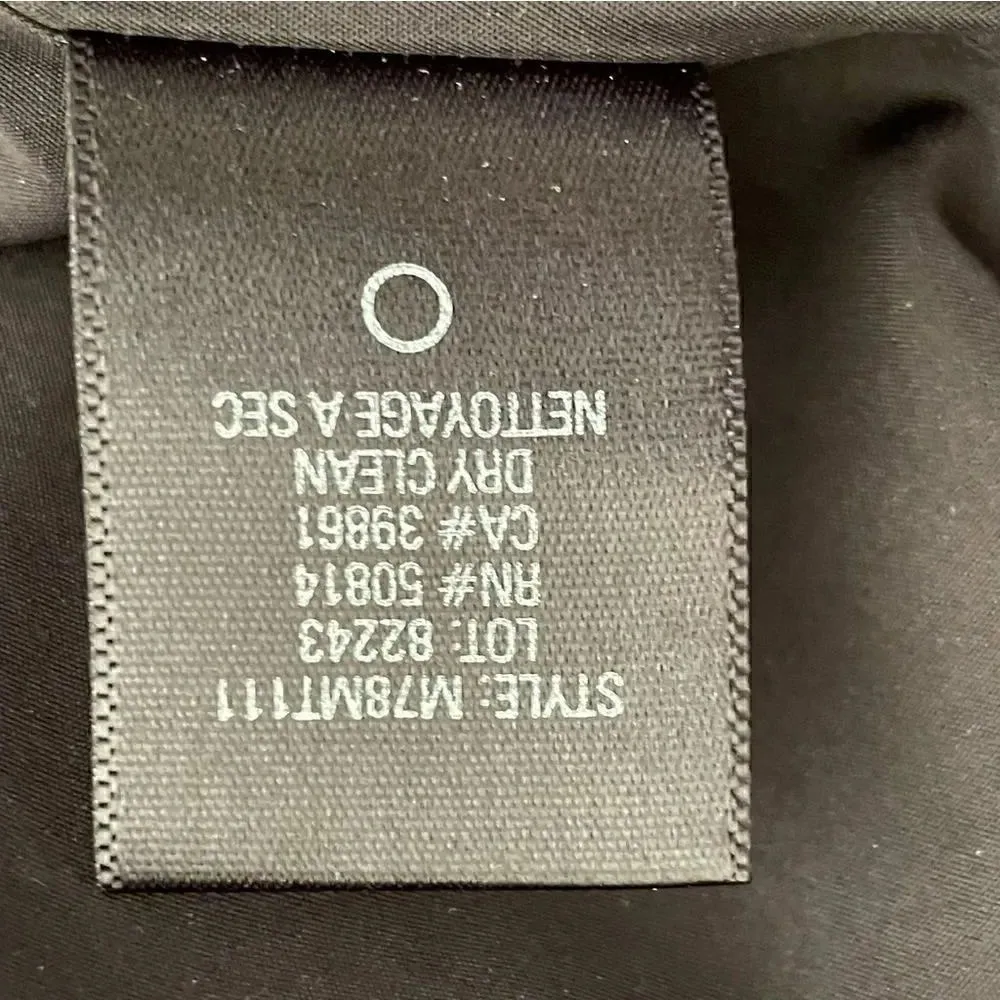 STYLE: M78MT111
LOT: 82243
RN# 50814
CA# 39861
DRY CLEAN
NETTOYAGE A SEC